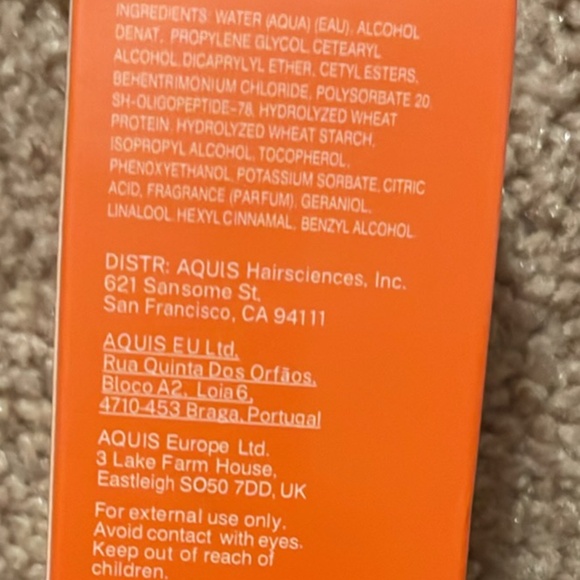 INGREDIENTS: WATER (AQUA) (EAU), ALCOHOL
DENAT., PROPYLENE GLYCOL, CETEARYL
ALCOHOL, DICAPRYLYL ETHER, CETYL ESTERS,
BEHENTRIMONIUM CHLORIDE, POLYSORBATE 20,
SH-OLIGOPEPTIDE-78, HYDROLYZED WHEAT
PROTEIN, HYDROLYZED WHEAT STARCH,
ISOPROPYL ALCOHOL, TOCOPHEROL,
PHENOXYETHANOL, POTASSIUM SORBATE, CITRIC
ACID, FRAGRANCE (PARFUM), GERANIOL,
LINALOOL, HEXYL CINNAMAL, BENZYL ALCOHOL
DISTR: AQUIS Hairsciences, Inc.
621 Sansome St,
San Francisco, CA 94111
AQUIS EU Ltd,
Rua Quinta Dos Orfãos,
Bloco A2, Loja 6,
4710-453 Braga, Portugal
AQUIS Europe Ltd.
3 Lake Farm House,
Eastleigh SO50 7DD, UK
For external use only.
Avoid contact with eyes.
Keep out of reach of
children.